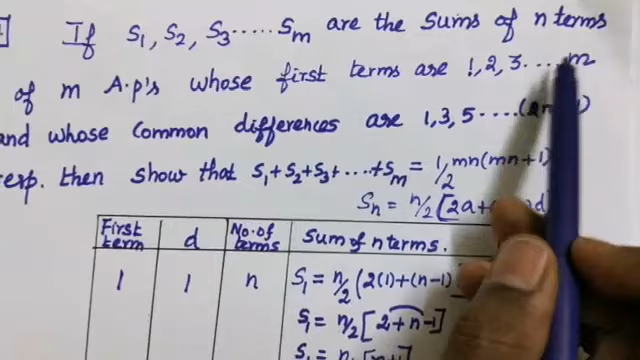 If S₁, S₂, S₃ ..... Sm are the Sums of n terms
of m A.p's whose first terms are 1, 2, 3 .... m
and whose Common differences are 1, 3, 5 ....
resp. then show that S₁+S₂+S₃+ ... +Sm = 1/2 mn(mn+1)
Sn = n/2 [2a+
First term d No. of terms Sum of n terms.
1 1 n S₁ = n/2 (2(1)+(n-1)
S₁ = n/2 [2+n-1]